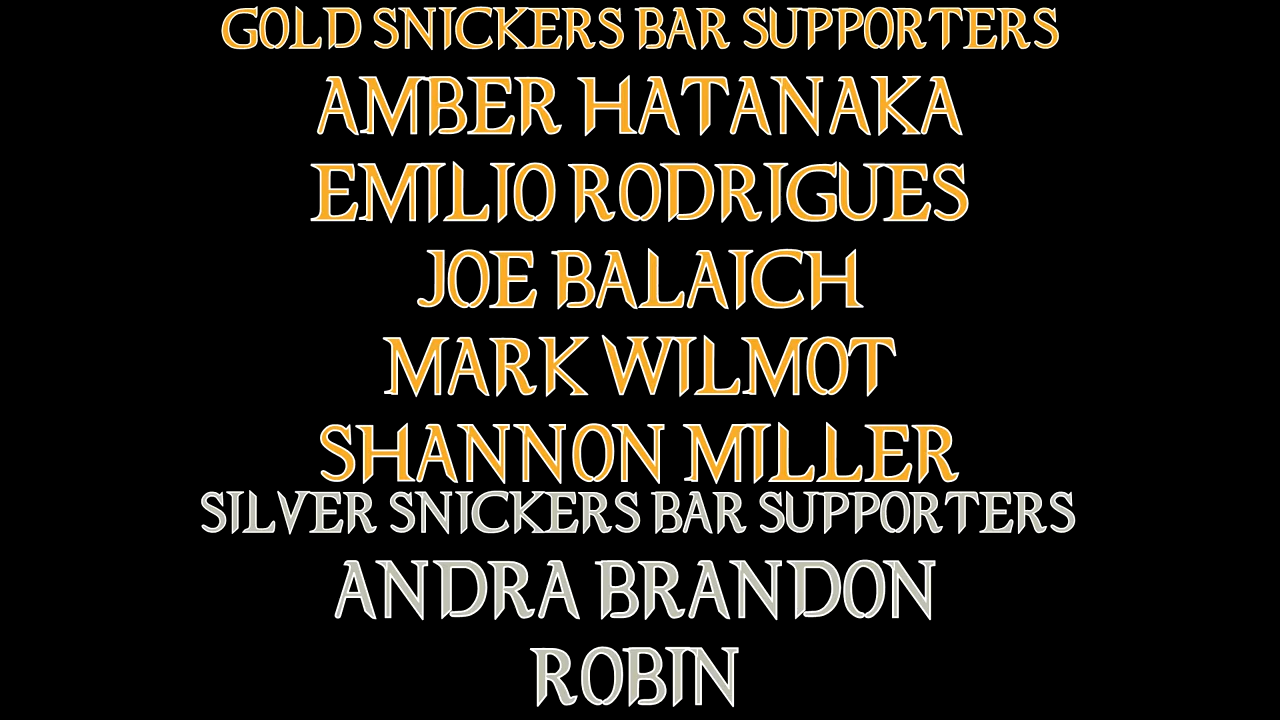 GOLD SNICKERS BAR SUPPORTERS
AMBER HATANAKA
EMILIO RODRIGUES
JOE BALAICH
MARK WILMOT
SHANNON MILLER
SILVER SNICKERS BAR SUPPORTERS
ANDRA BRANDON
ROBIN